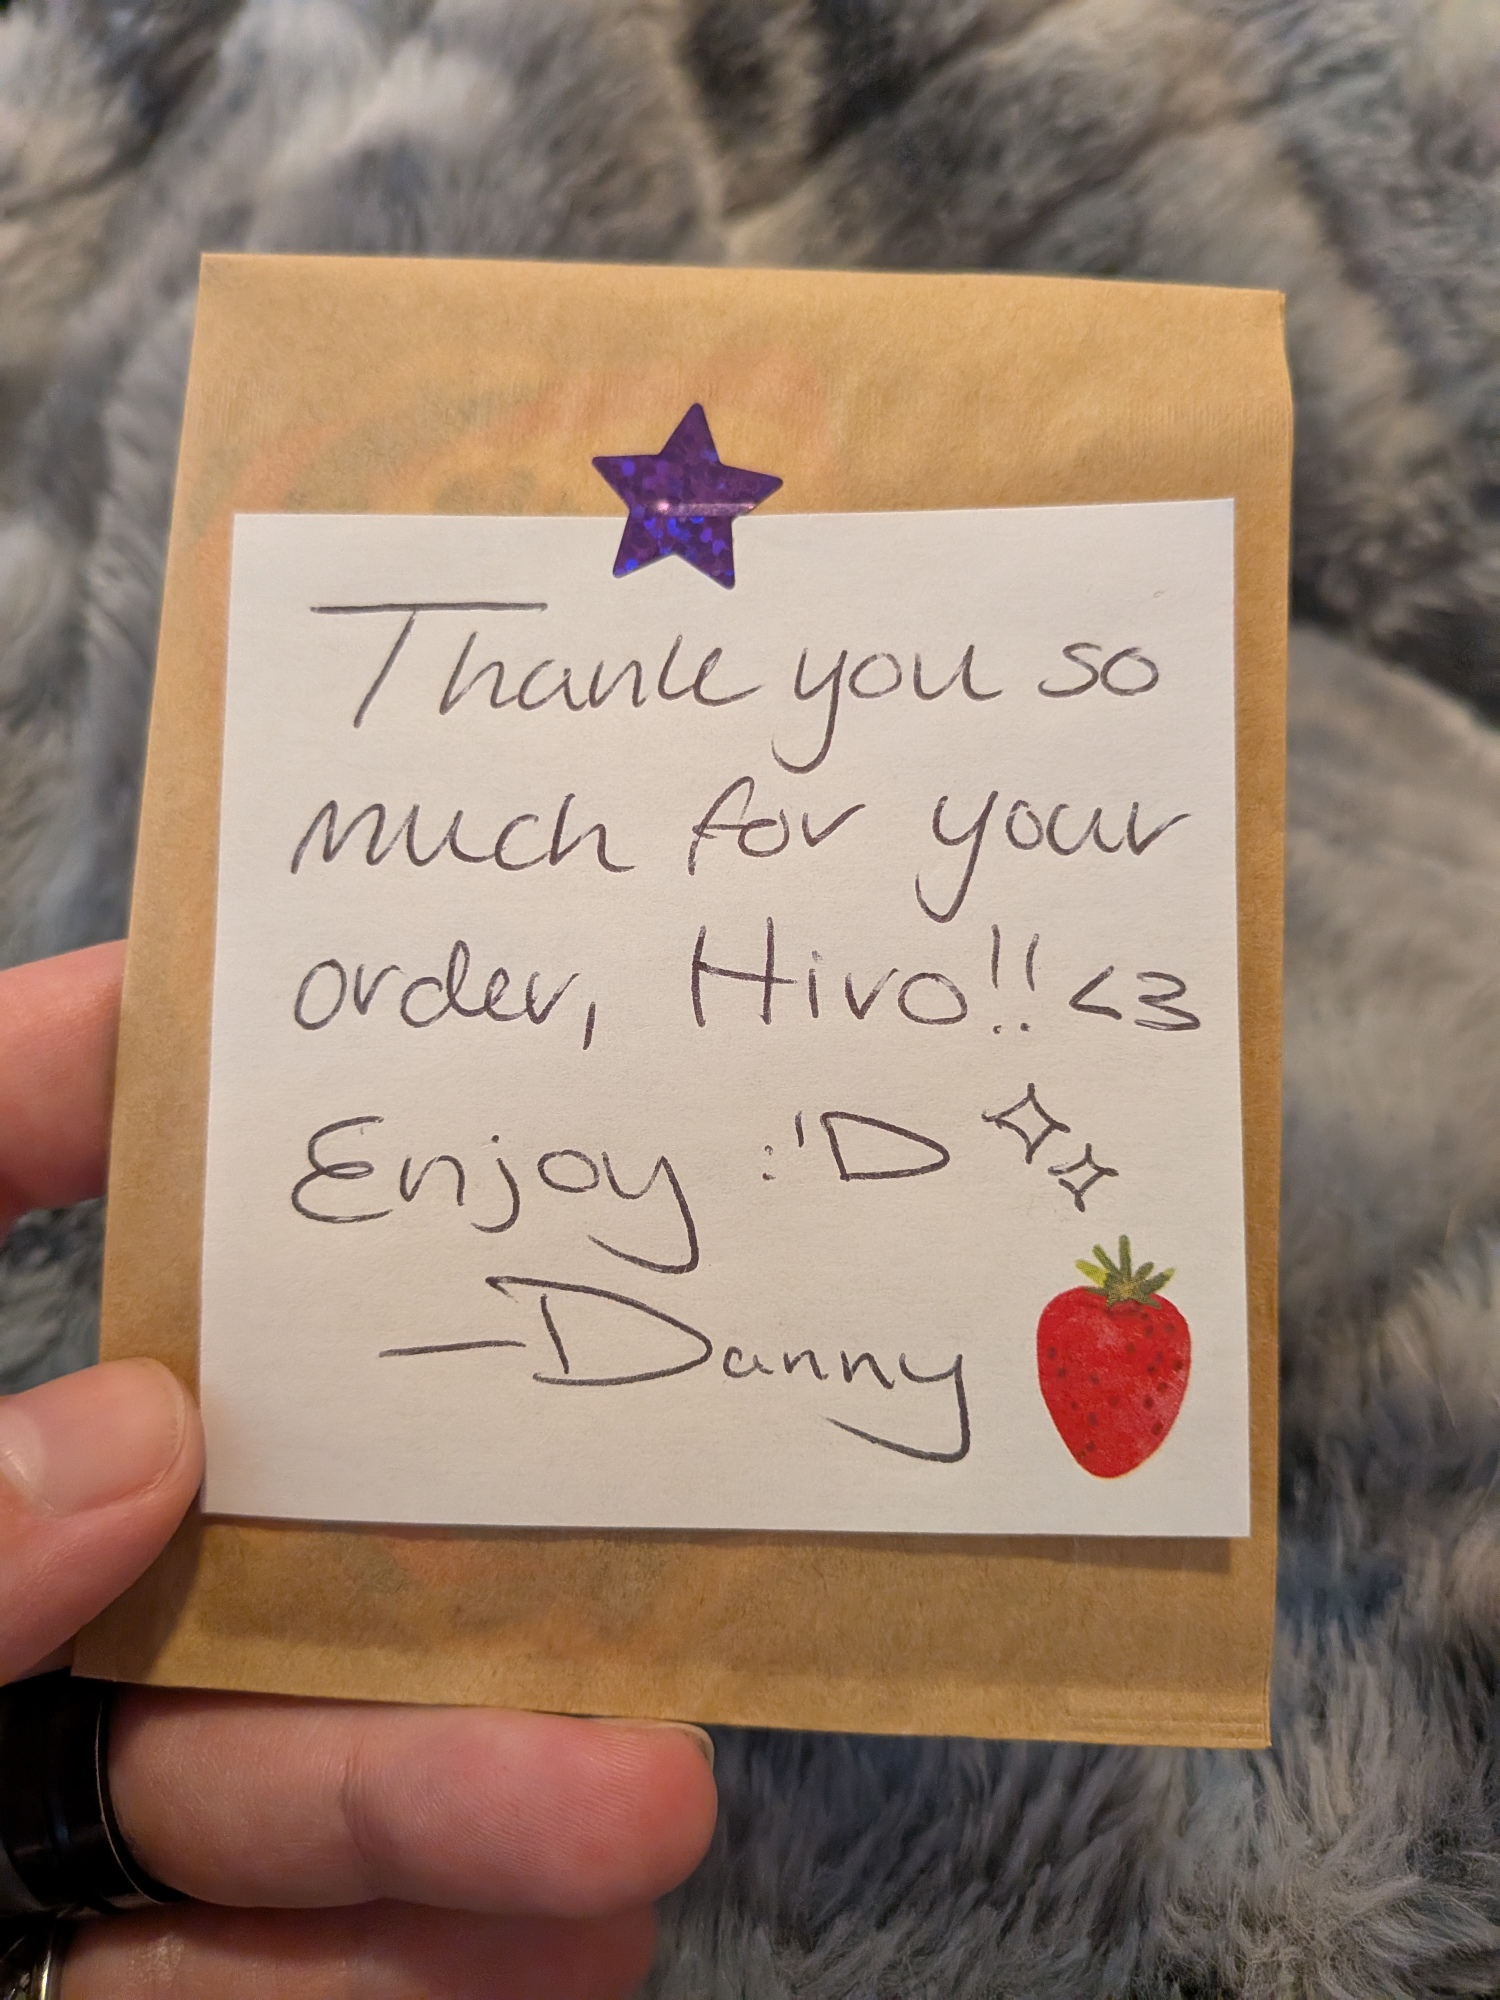 Thank you so
much for your
order, Hiro!! <3
Enjoy :'D
—Danny